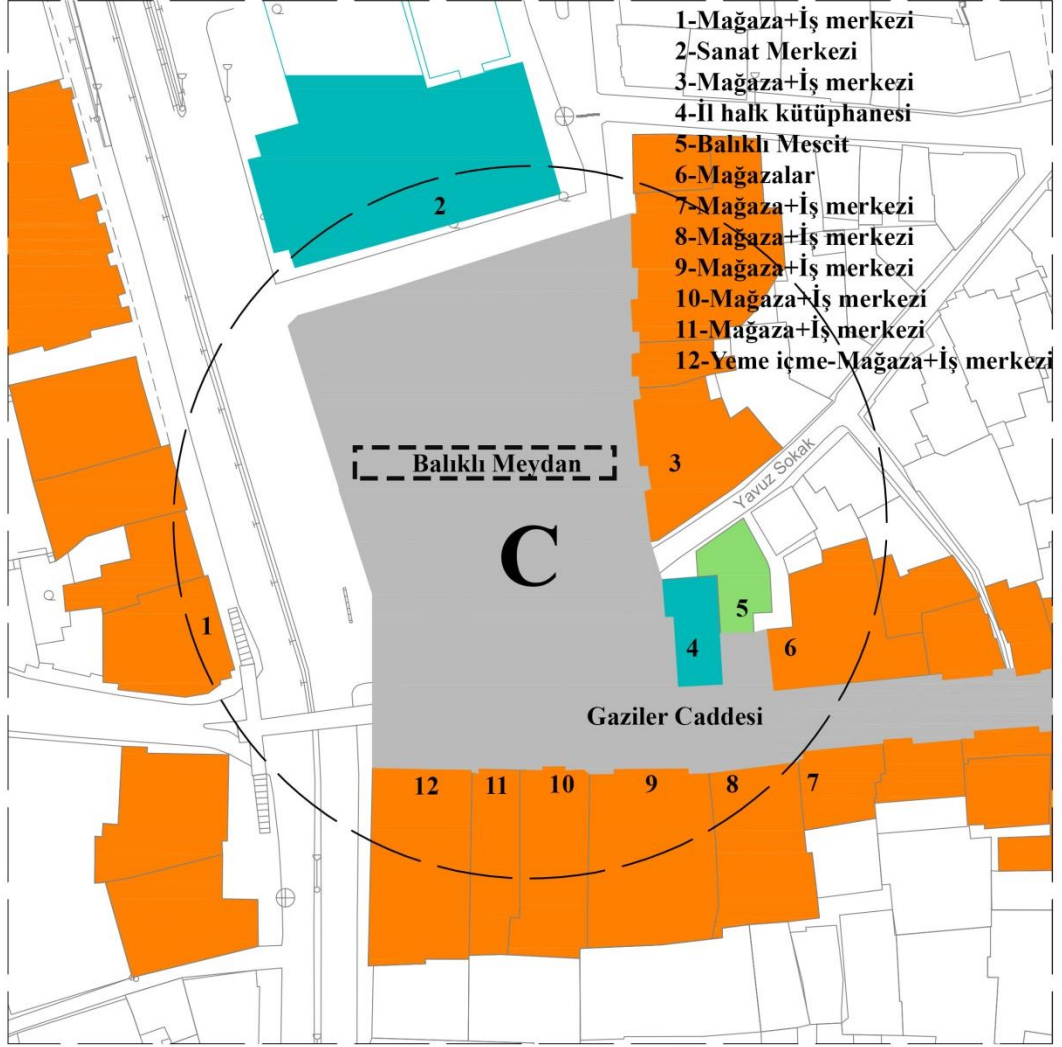 1-Mağaza+İş merkezi
2-Sanat Merkezi
3-Mağaza+İş merkezi
4-İl halk kütüphanesi
5-Balıklı Mescit
6-Mağazalar
7-Mağaza+İş merkezi
8-Mağaza+İş merkezi
9-Mağaza+İş merkezi
10-Mağaza+İş merkezi
11-Mağaza+İş merkezi
12-Yeme içme-Mağaza+İş merkezi
2
Balıklı Meydan
3
Yavuz Sokak
C
1
5
4
6
Gaziler Caddesi
12
11
10
9
8
7